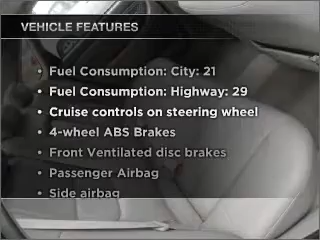 VEHICLE FEATURES
• Fuel Consumption: City: 21
• Fuel Consumption: Highway: 29
• Cruise controls on steering wheel
• 4-wheel ABS Brakes
• Front Ventilated disc brakes
• Passenger Airbag
• Side airbag